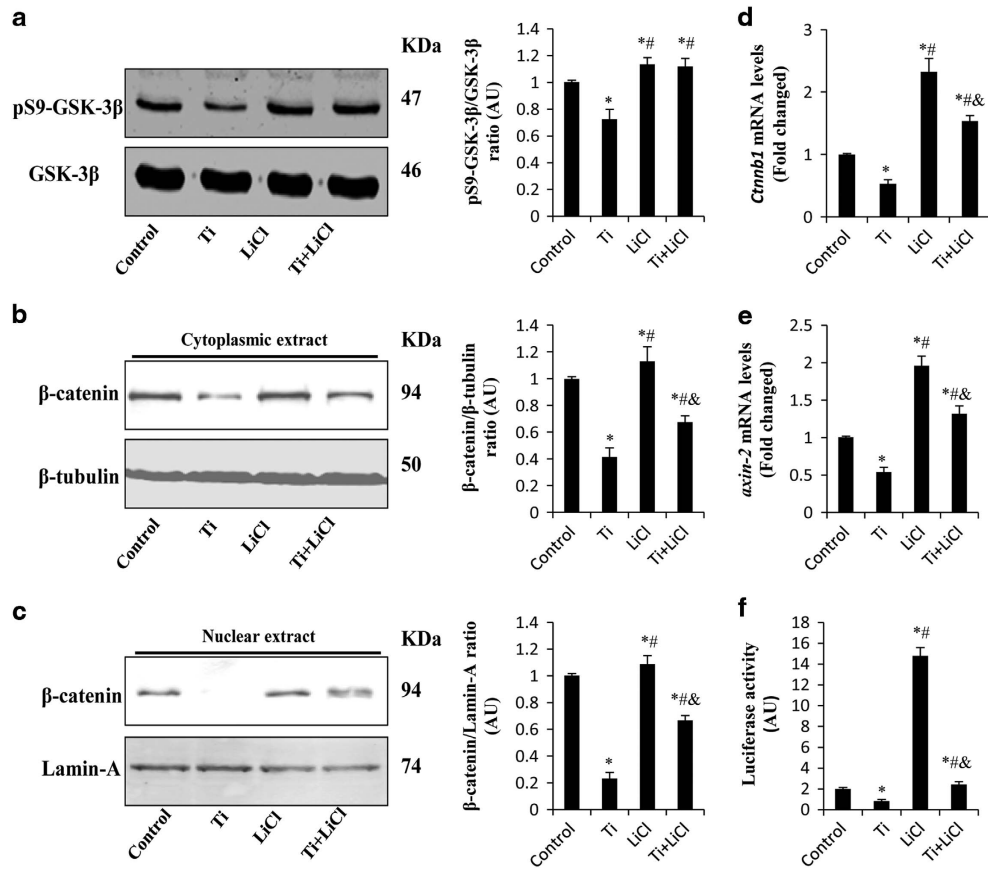 a
KDa
pS9-GSK-3β
47
GSK-3β
46
Control
Ti
LiCl
Ti+LiCl
pS9-GSK-3β/GSK-3β
ratio (AU)
1.4
1.2
1
0.8
0.6
0.4
0.2
0
*
*#
*#
Control
Ti
LiCl
Ti+LiCl
b
Cytoplasmic extract
KDa
β-catenin
94
β-tubulin
50
Control
Ti
LiCl
Ti+LiCl
β-catenin/β-tubulin
ratio (AU)
1.4
1.2
1
0.8
0.6
0.4
0.2
0
*
*#
*#&
Control
Ti
LiCl
Ti+LiCl
c
Nuclear extract
KDa
β-catenin
94
Lamin-A
74
Control
Ti
LiCl
Ti+LiCl
β-catenin/Lamin-A ratio
(AU)
1.4
1.2
1
0.8
0.6
0.4
0.2
0
*
*#
*#&
Control
Ti
LiCl
Ti+LiCl
d
Ctnnb1 mRNA levels
(Fold changed)
3
2
1
0
*
*#
*#&
Control
Ti
LiCl
Ti+LiCl
e
axin-2 mRNA levels
(Fold changed)
2.5
2
1.5
1
0.5
0
*
*#
*#&
Control
Ti
LiCl
Ti+LiCl
f
Luciferase activity
(AU)
18
16
14
12
10
8
6
4
2
0
*
*#
*#&
Control
Ti
LiCl
Ti+LiCl